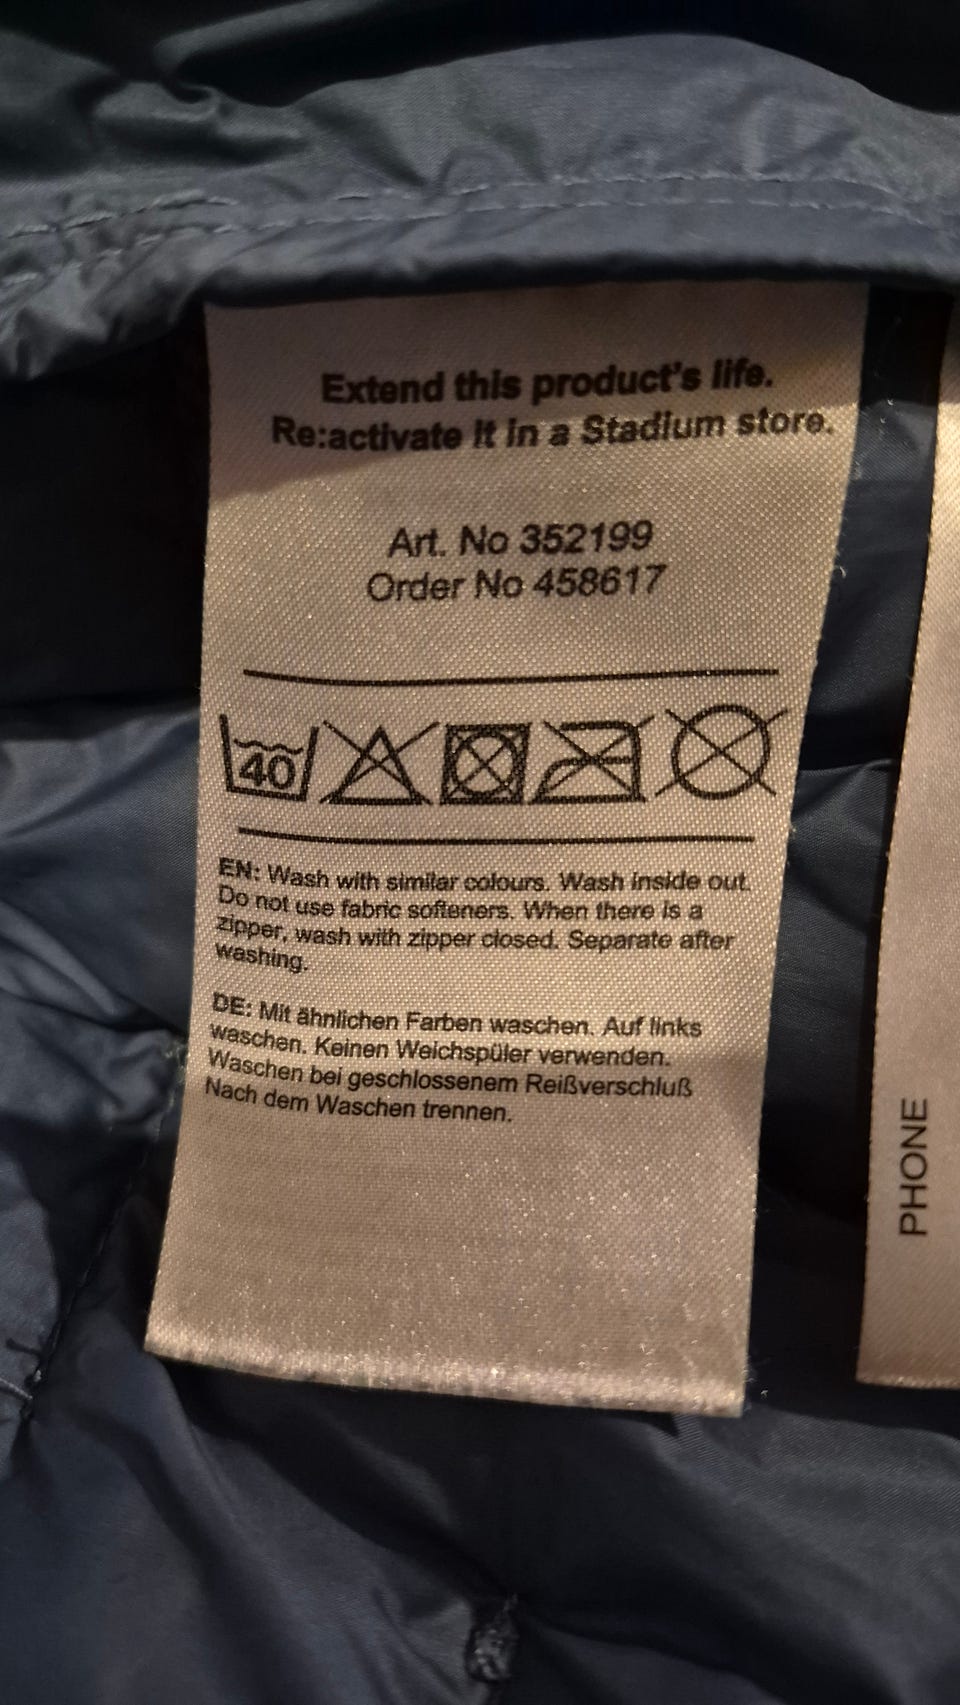 Extend this product's life.
Re:activate it in a Stadium store.
Art. No 352199
Order No 458617
40
EN: Wash with similar colours. Wash inside out.
Do not use fabric softeners. When there is a
zipper, wash with zipper closed. Separate after
washing.
DE: Mit ähnlichen Farben waschen. Auf links
waschen. Keinen Weichspüler verwenden.
Waschen bei geschlossenem Reißverschluß
Nach dem Waschen trennen.
PHONE